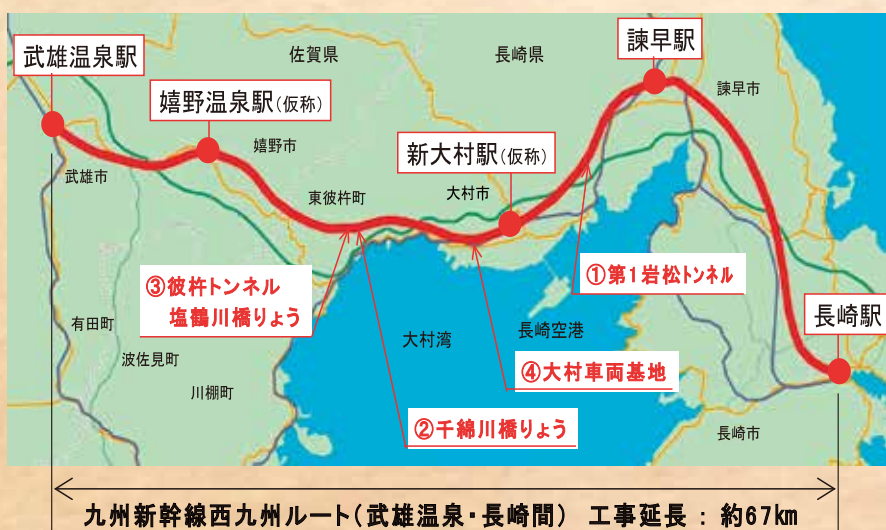 武雄温泉駅
佐賀県
長崎県
諫早駅
嬉野温泉駅(仮称)
諫早市
嬉野市
新大村駅(仮称)
武雄市
東彼杵町
大村市
③彼杵トンネル
塩鶴川橋りょう
①第1岩松トンネル
有田町
大村湾
長崎空港
長崎駅
波佐見町
④大村車両基地
川棚町
②千綿川橋りょう
長崎市
九州新幹線西九州ルート(武雄温泉・長崎間) 工事延長：約67km